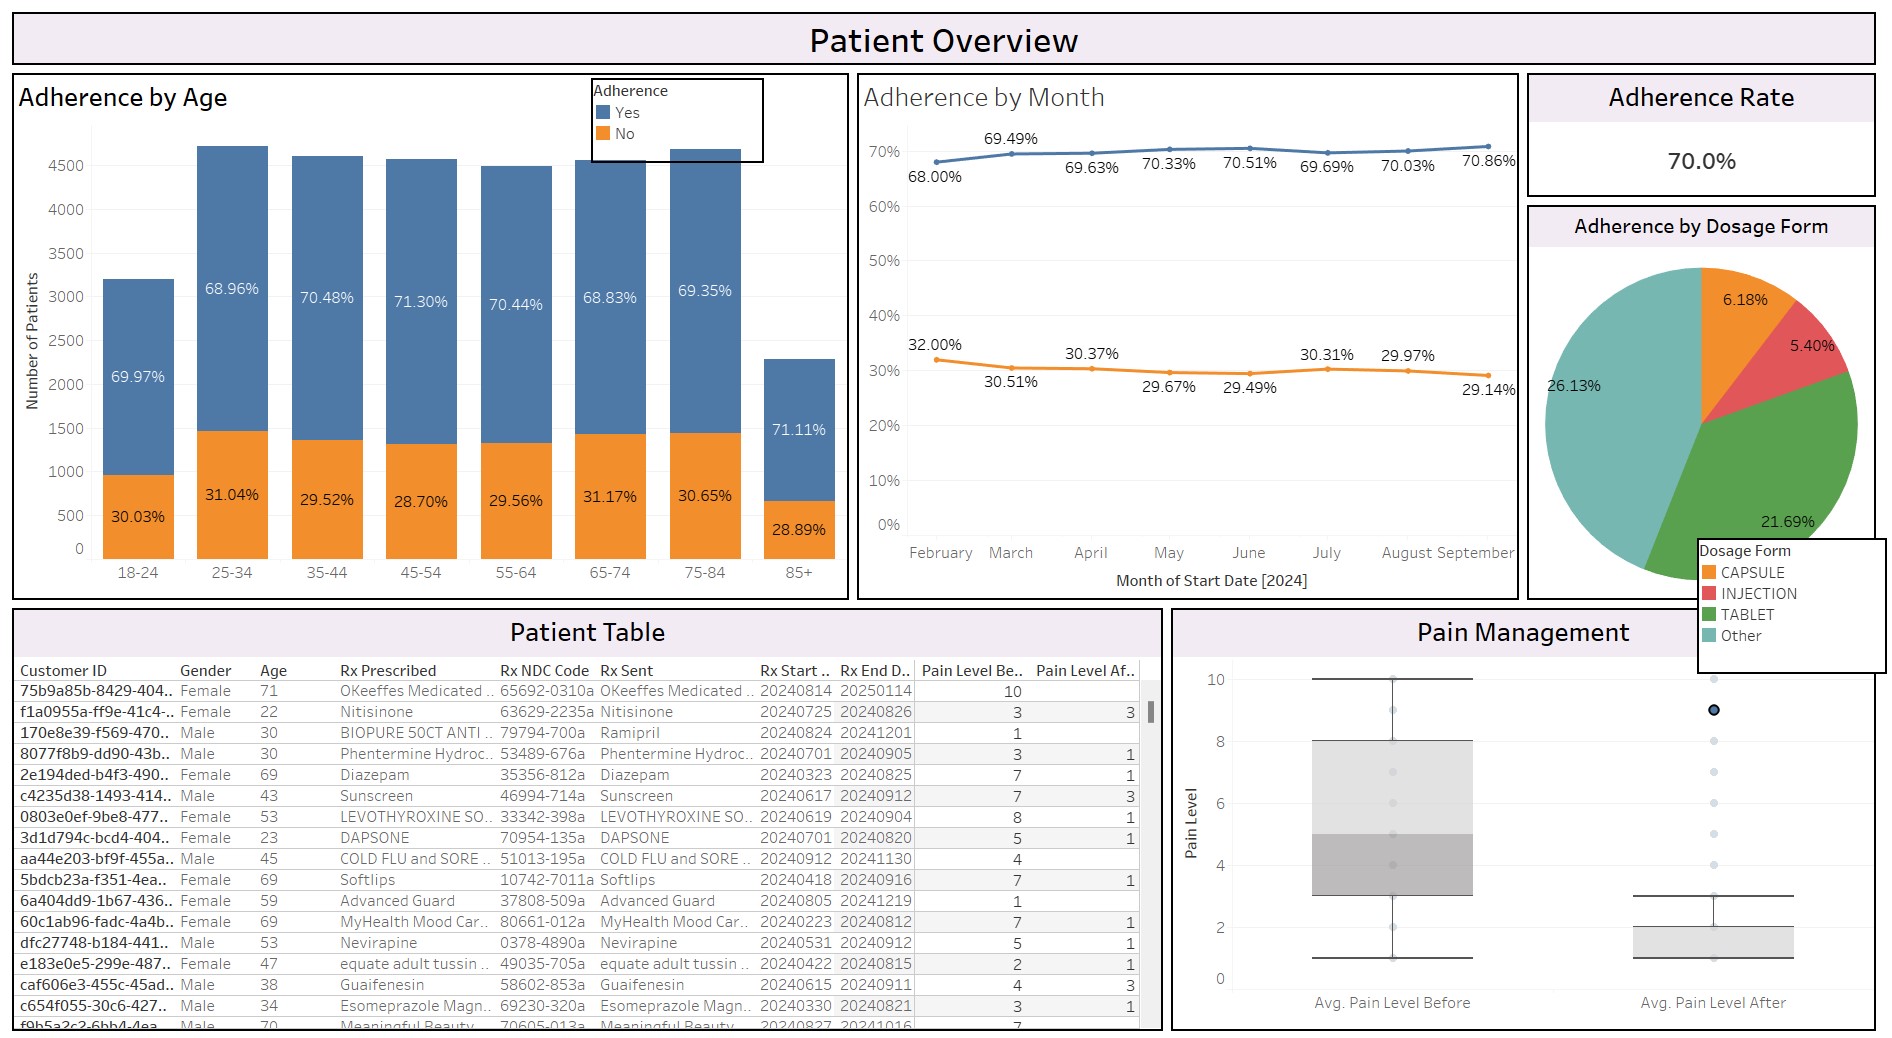 Patient Overview
Adherence by Age
Adherence
Yes
No
Number of Patients
4500
4000
3500
3000
2500
2000
1500
1000
500
0
69.97%
30.03%
68.96%
31.04%
70.48%
29.52%
71.30%
28.70%
70.44%
29.56%
68.83%
31.17%
69.35%
30.65%
71.11%
28.89%
18-24 25-34 35-44 45-54 55-64 65-74 75-84 85+
Adherence by Month
70%
60%
50%
40%
30%
20%
10%
0%
68.00% 69.49% 69.63% 70.33% 70.51% 69.69% 70.03% 70.86%
32.00% 30.51% 30.37% 29.67% 29.49% 30.31% 29.97% 29.14%
February March April May June July August September
Month of Start Date [2024]
Adherence Rate
70.0%
Adherence by Dosage Form
6.18%
5.40%
26.13%
21.69%
Dosage Form
CAPSULE
INJECTION
TABLET
Other
Patient Table
Customer ID Gender Age Rx Prescribed Rx NDC Code Rx Sent Rx Start .. Rx End D.. Pain Level Be.. Pain Level Af..
75b9a85b-8429-404.. Female 71 OKeeffes Medicated .. 65692-0310a OKeeffes Medicated .. 20240814 20250114 10
f1a0955a-ff9e-41c4-.. Female 22 Nitisinone 63629-2235a Nitisinone 20240725 20240826 3 3
170e8e39-f569-470.. Male 30 BIOPURE 50CT ANTI .. 79794-700a Ramipril 20240824 20241201 1
8077f8b9-dd90-43b.. Male 30 Phentermine Hydroc.. 53489-676a Phentermine Hydroc.. 20240701 20240905 3 1
2e194ded-b4f3-490.. Female 69 Diazepam 35356-812a Diazepam 20240323 20240825 7 1
c4235d38-1493-414.. Male 43 Sunscreen 46994-714a Sunscreen 20240617 20240912 7 3
0803e0ef-9be8-477.. Female 53 LEVOTHYROXINE SO.. 33342-398a LEVOTHYROXINE SO.. 20240619 20240904 8 1
3d1d794c-bcd4-404.. Female 23 DAPSONE 70954-135a DAPSONE 20240701 20240820 5 1
aa44e203-bf9f-455a.. Male 45 COLD FLU and SORE .. 51013-195a COLD FLU and SORE .. 20240912 20241130 4
5bdcb23a-f351-4ea.. Female 69 Softlips 10742-7011a Softlips 20240418 20240916 7 1
6a404dd9-1b67-436.. Female 59 Advanced Guard 37808-509a Advanced Guard 20240805 20241219 1
60c1ab96-fadc-4a4b.. Female 69 MyHealth Mood Car.. 80661-012a MyHealth Mood Car.. 20240223 20240812 7 1
dfc27748-b184-441.. Male 53 Nevirapine 0378-4890a Nevirapine 20240531 20240912 5 1
e183e0e5-299e-487.. Female 47 equate adult tussin .. 49035-705a equate adult tussin .. 20240422 20240815 2 1
caf606e3-455c-45ad.. Male 38 Guaifenesin 58602-853a Guaifenesin 20240615 20240911 4 3
c654f055-30c6-427.. Male 34 Esomeprazole Magn.. 69230-320a Esomeprazole Magn.. 20240330 20240821 3 1
f9b5a2c2-6bb4-4ea.. Male 70 Meaningful Beauty 70605-013a Meaningful Beauty 20240827 20241016 7
Pain Management
Pain Level
10
8
6
4
2
0
Avg. Pain Level Before Avg. Pain Level After